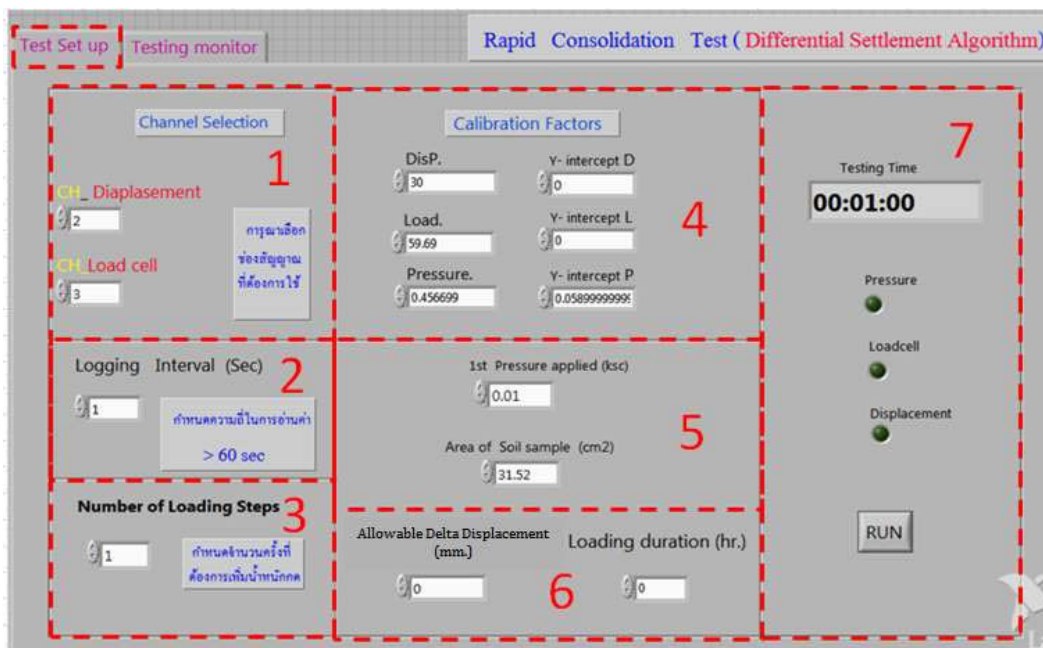 Test Set up
Testing monitor
Rapid Consolidation Test ( Differential Settlement Algorithm)
Channel Selection
1
CH_ Diaplasement
2
CH_Load cell
3
การุณาเลือก
ช่องสัญญาณ
ที่ต้องการใช้
Calibration Factors
DisP.
Y- intercept D
30
0
Load.
Y- intercept L
59.69
0
4
Pressure.
Y- intercept P
0.456699
0.05899999999
7
Testing Time
00:01:00
Pressure
Loadcell
Displacement
RUN
Logging Interval (Sec)
2
1
กำหนดความถี่ในการอ่านค่า
> 60 sec
1st Pressure applied (ksc)
0.01
5
Area of Soil sample (cm2)
31.52
Number of Loading Steps
3
1
กำหนดจำนวนครั้งที่
ต้องการเพิ่มน้ำหนักกด
Allowable Delta Displacement
(mm.)
Loading duration (hr.)
0
6
0